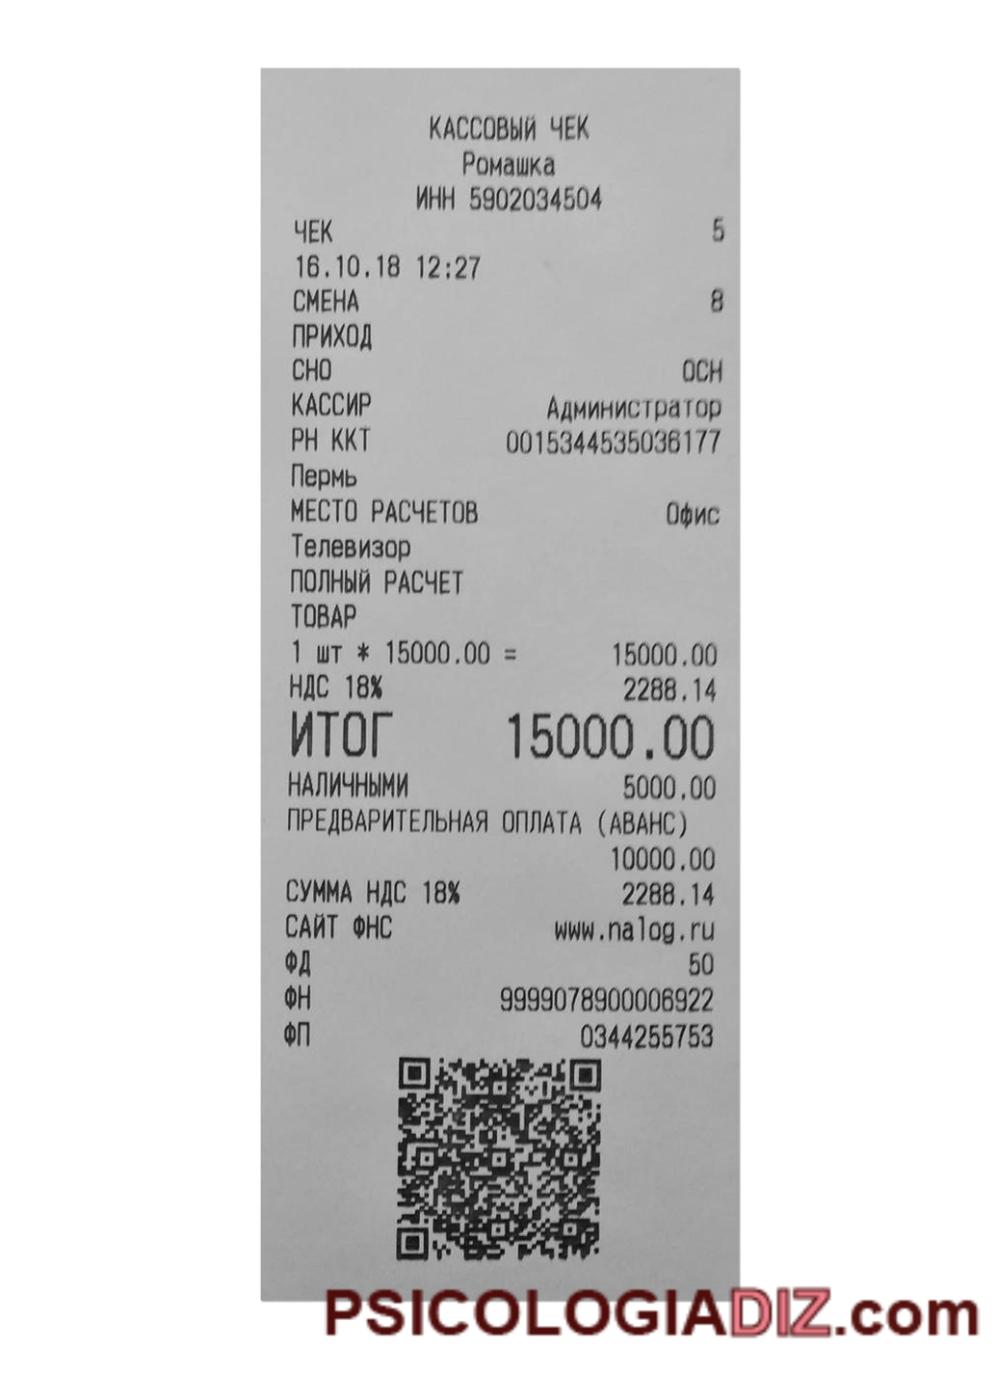 КАССОВЫЙ ЧЕК
Ромашка
ИНН 5902034504
ЧЕК 5
16.10.18 12:27
СМЕНА 8
ПРИХОД
СНО ОСН
КАССИР Администратор
РН ККТ 0015344535036177
Пермь
МЕСТО РАСЧЕТОВ Офис
Телевизор
ПОЛНЫЙ РАСЧЕТ
ТОВАР
1 шт * 15000.00 = 15000.00
НДС 18% 2288.14
ИТОГ 15000.00
НАЛИЧНЫМИ 5000.00
ПРЕДВАРИТЕЛЬНАЯ ОПЛАТА (АВАНС)
10000.00
СУММА НДС 18% 2288.14
САЙТ ФНС www.nalog.ru
ФД 50
ФН 9999078900006922
ФП 0344255753
PSICOLOGIADIZ.com